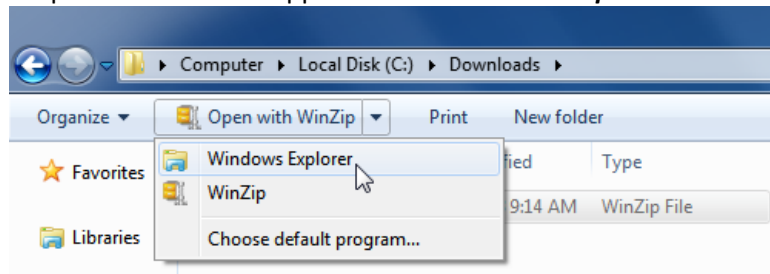 Computer ▸ Local Disk (C:) ▸ Downloads ▸
Organize ▾ Open with WinZip ▾ Print New folder
Favorites Windows Explorer Type
WinZip 9:14 AM WinZip File
Libraries Choose default program...